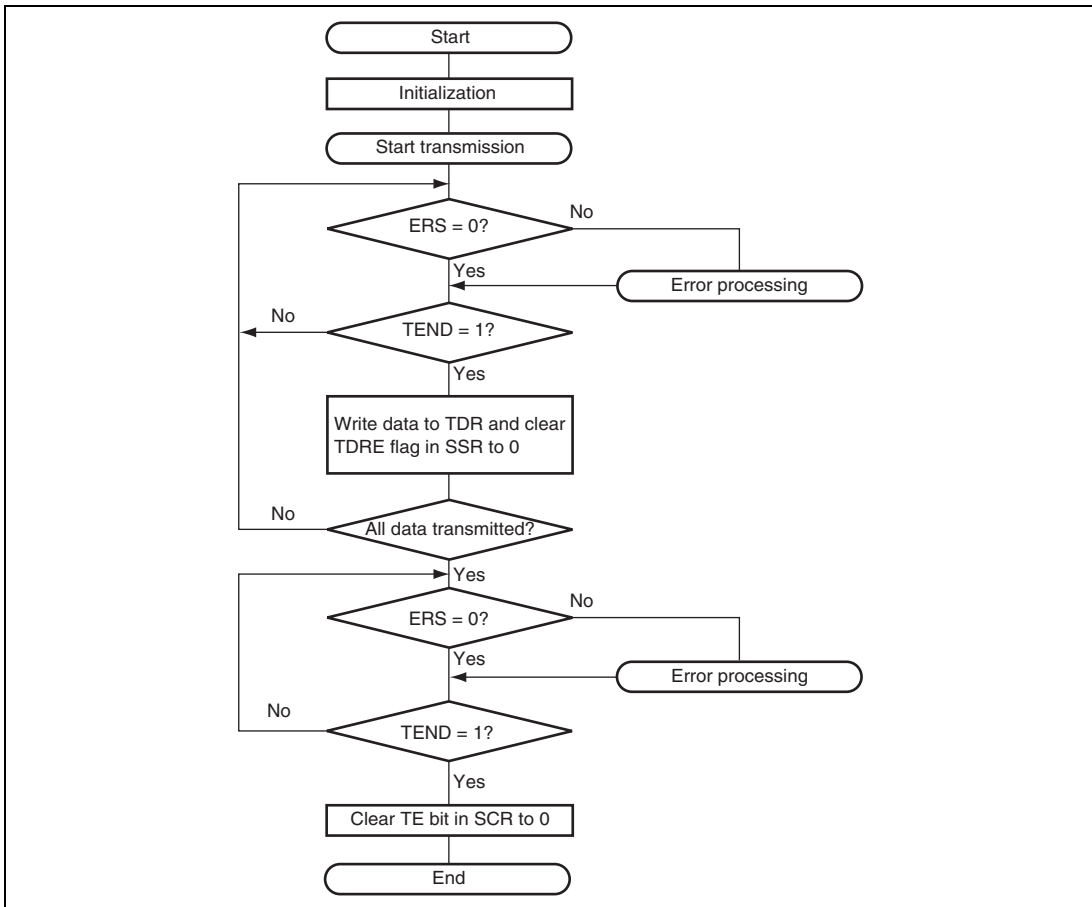 Start
Initialization
Start transmission
ERS = 0?
No
Yes
Error processing
No
TEND = 1?
Yes
Write data to TDR and clear
TDRE flag in SSR to 0
No
All data transmitted?
Yes
ERS = 0?
No
Yes
Error processing
No
TEND = 1?
Yes
Clear TE bit in SCR to 0
End